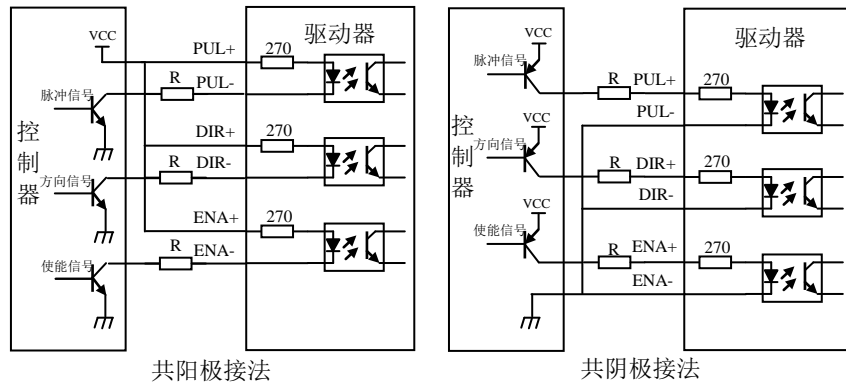 VCC
PUL+
270
驱动器
脉冲信号
R
PUL-
DIR+
270
控制器
方向信号
R
DIR-
ENA+
270
使能信号
R
ENA-
共阳极接法
VCC
驱动器
脉冲信号
R
PUL+
270
PUL-
控制器
VCC
方向信号
R
DIR+
270
DIR-
VCC
使能信号
R
ENA+
270
ENA-
共阴极接法